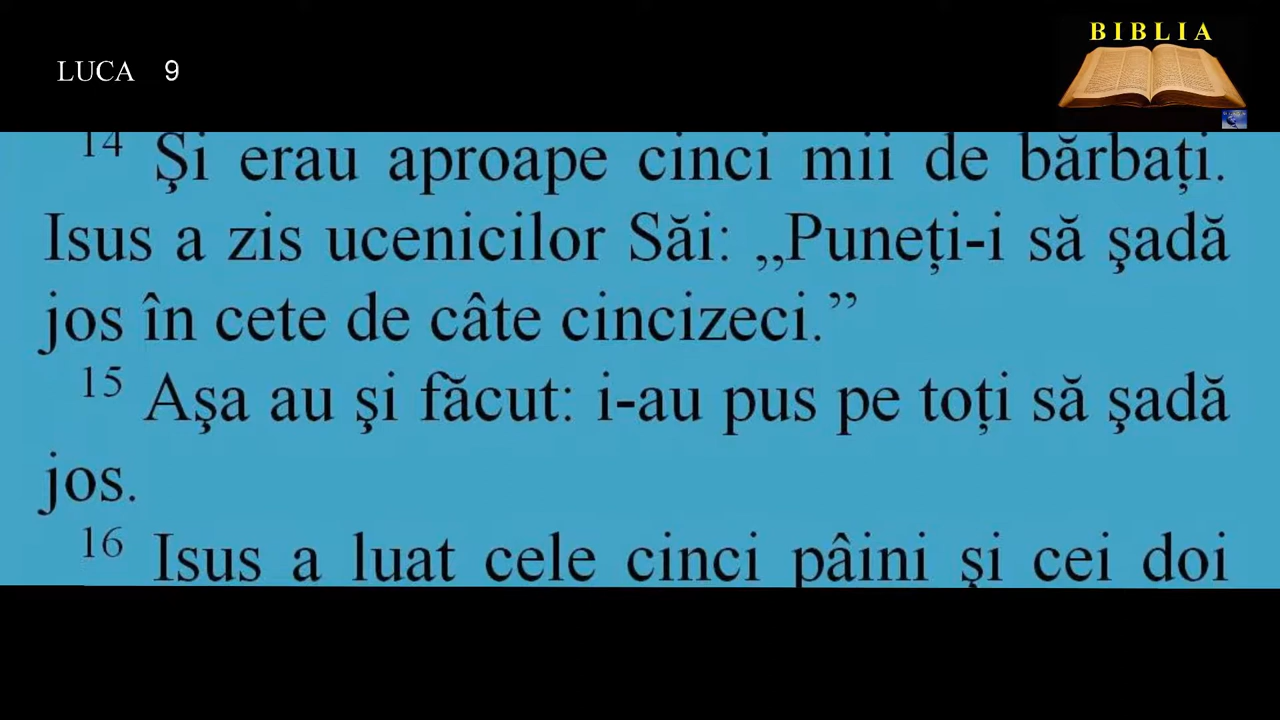 BIBLIA
LUCA 9
14 Şi erau aproape cinci mii de bărbaţi.
Isus a zis ucenicilor Săi: „Puneţi-i să şadă
jos în cete de câte cincizeci.”
15 Aşa au şi făcut: i-au pus pe toţi să şadă
jos.
16 Isus a luat cele cinci pâini şi cei doi